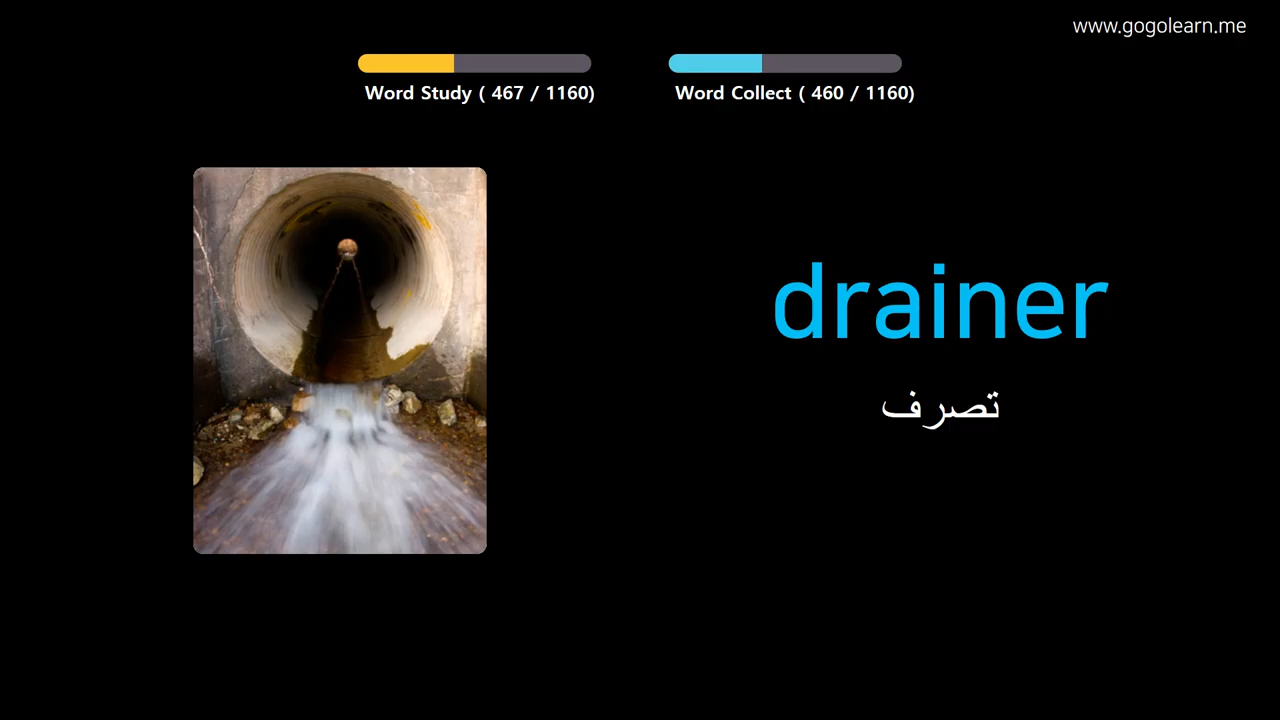 www.gogolearn.me
Word Study ( 467 / 1160)
Word Collect ( 460 / 1160)
drainer
تصرف